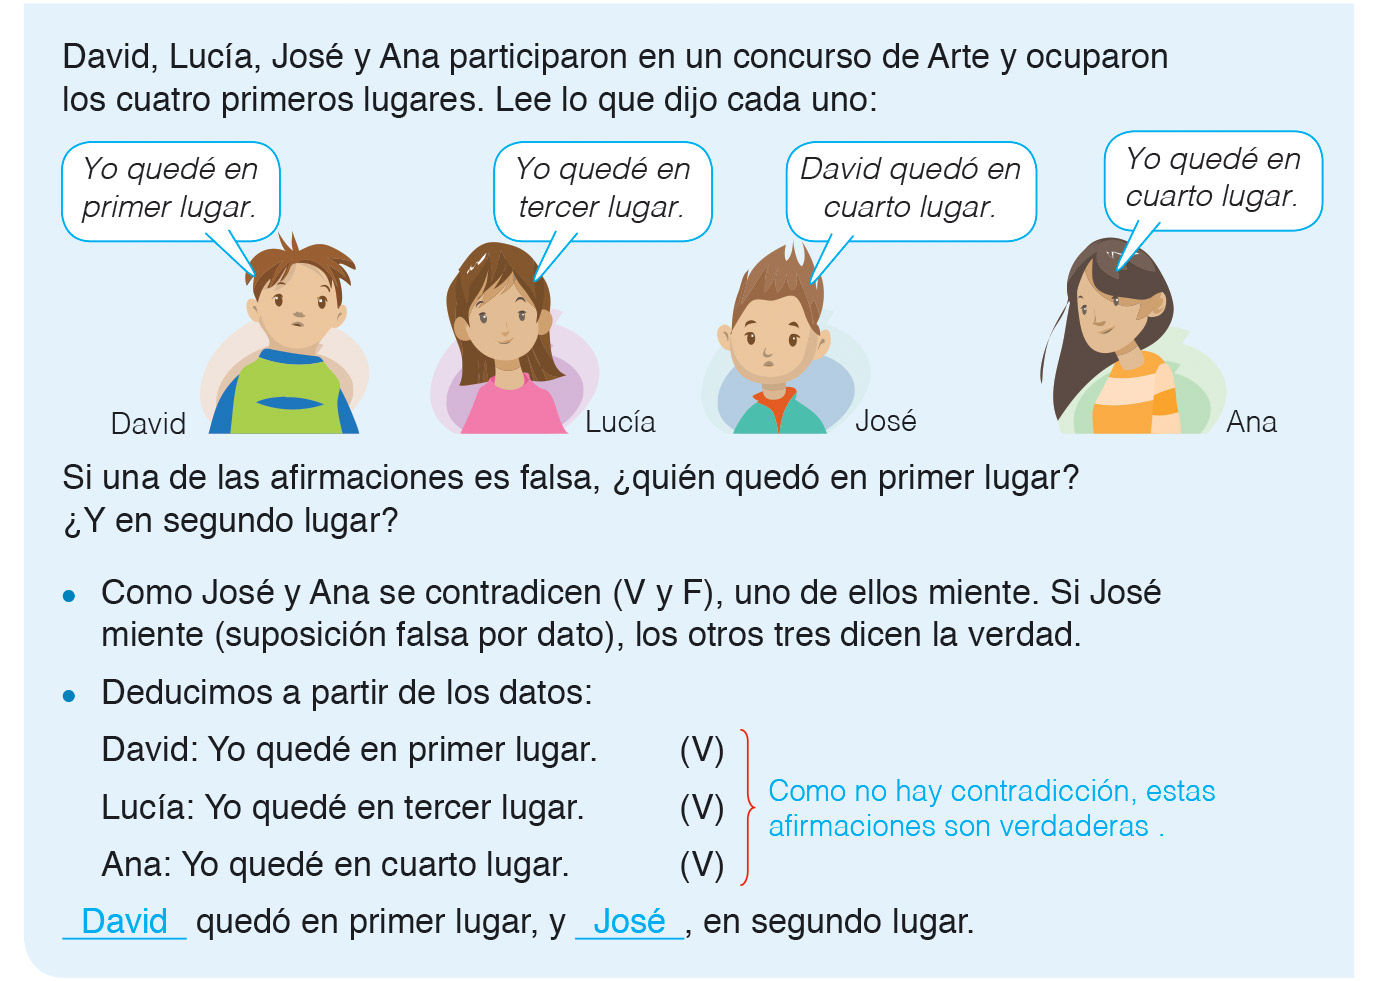 David, Lucía, José y Ana participaron en un concurso de Arte y ocuparon
los cuatro primeros lugares. Lee lo que dijo cada uno:
Yo quedé en
primer lugar.
Yo quedé en
tercer lugar.
David quedó en
cuarto lugar.
Yo quedé en
cuarto lugar.
David
Lucía
José
Ana
Si una de las afirmaciones es falsa, ¿quién quedó en primer lugar?
¿Y en segundo lugar?
• Como José y Ana se contradicen (V y F), uno de ellos miente. Si José
miente (suposición falsa por dato), los otros tres dicen la verdad.
• Deducimos a partir de los datos:
David: Yo quedé en primer lugar. (V)
Lucía: Yo quedé en tercer lugar. (V)
Ana: Yo quedé en cuarto lugar. (V)
Como no hay contradicción, estas
afirmaciones son verdaderas .
David quedó en primer lugar, y José, en segundo lugar.